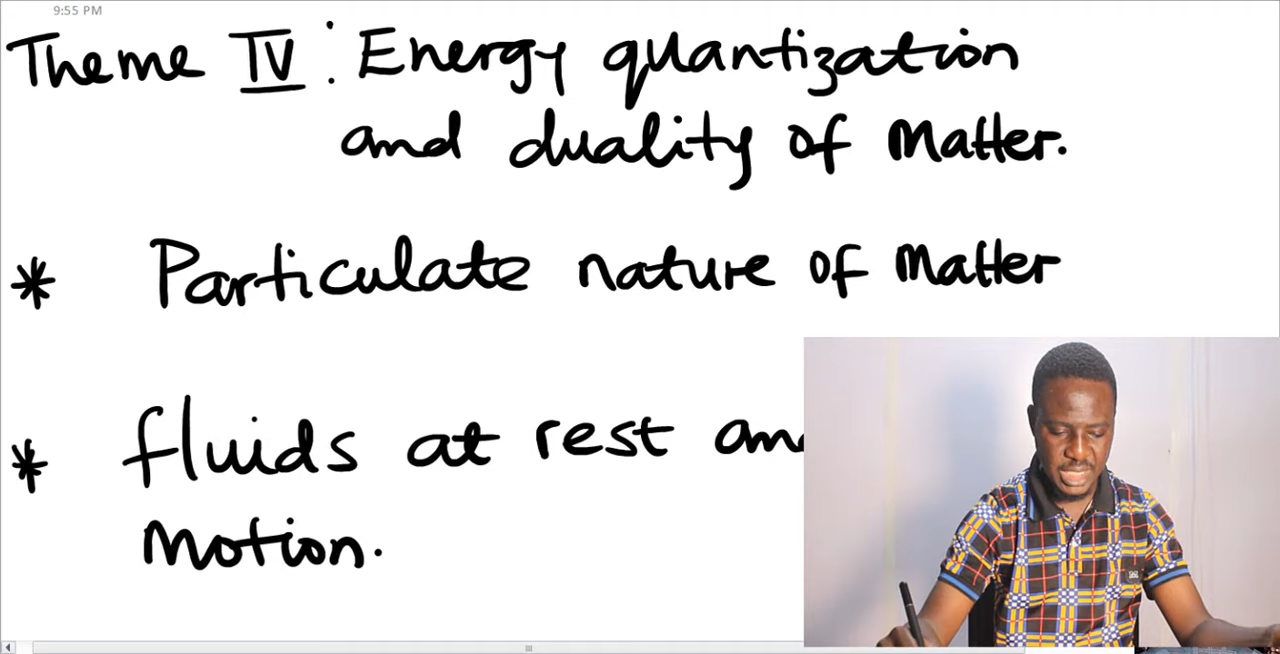 9:55 PM
Theme IV : Energy quantization
and duality of Matter.
* Particulate nature of Matter
* fluids at rest and
Motion.